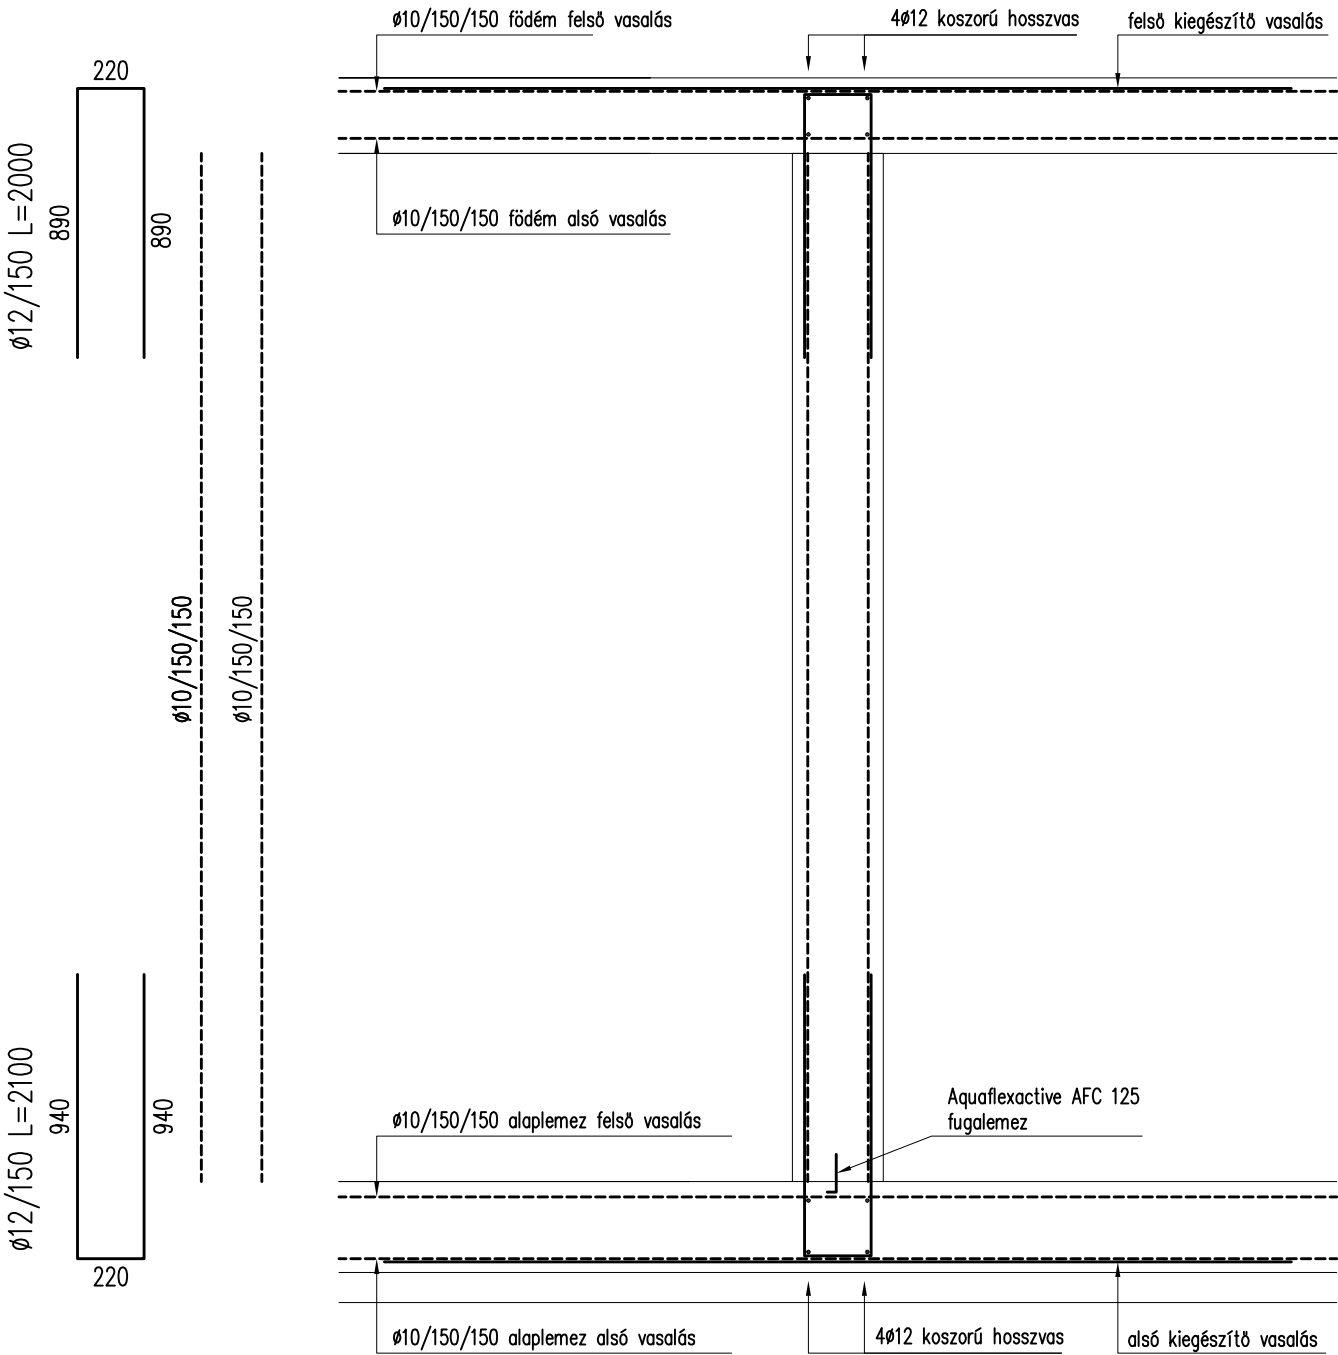 ø10/150/150 födém felső vasalás
4ø12 koszorú hosszvas
felső kiegészítő vasalás
220
ø12/150 L=2000
890
890
ø10/150/150 födém alsó vasalás
ø10/150/150
ø10/150/150
ø12/150 L=2100
940
940
220
Aquaflexactive AFC 125
fugalemez
ø10/150/150 alaplemez felső vasalás
ø10/150/150 alaplemez alsó vasalás
4ø12 koszorú hosszvas
alsó kiegészítő vasalás